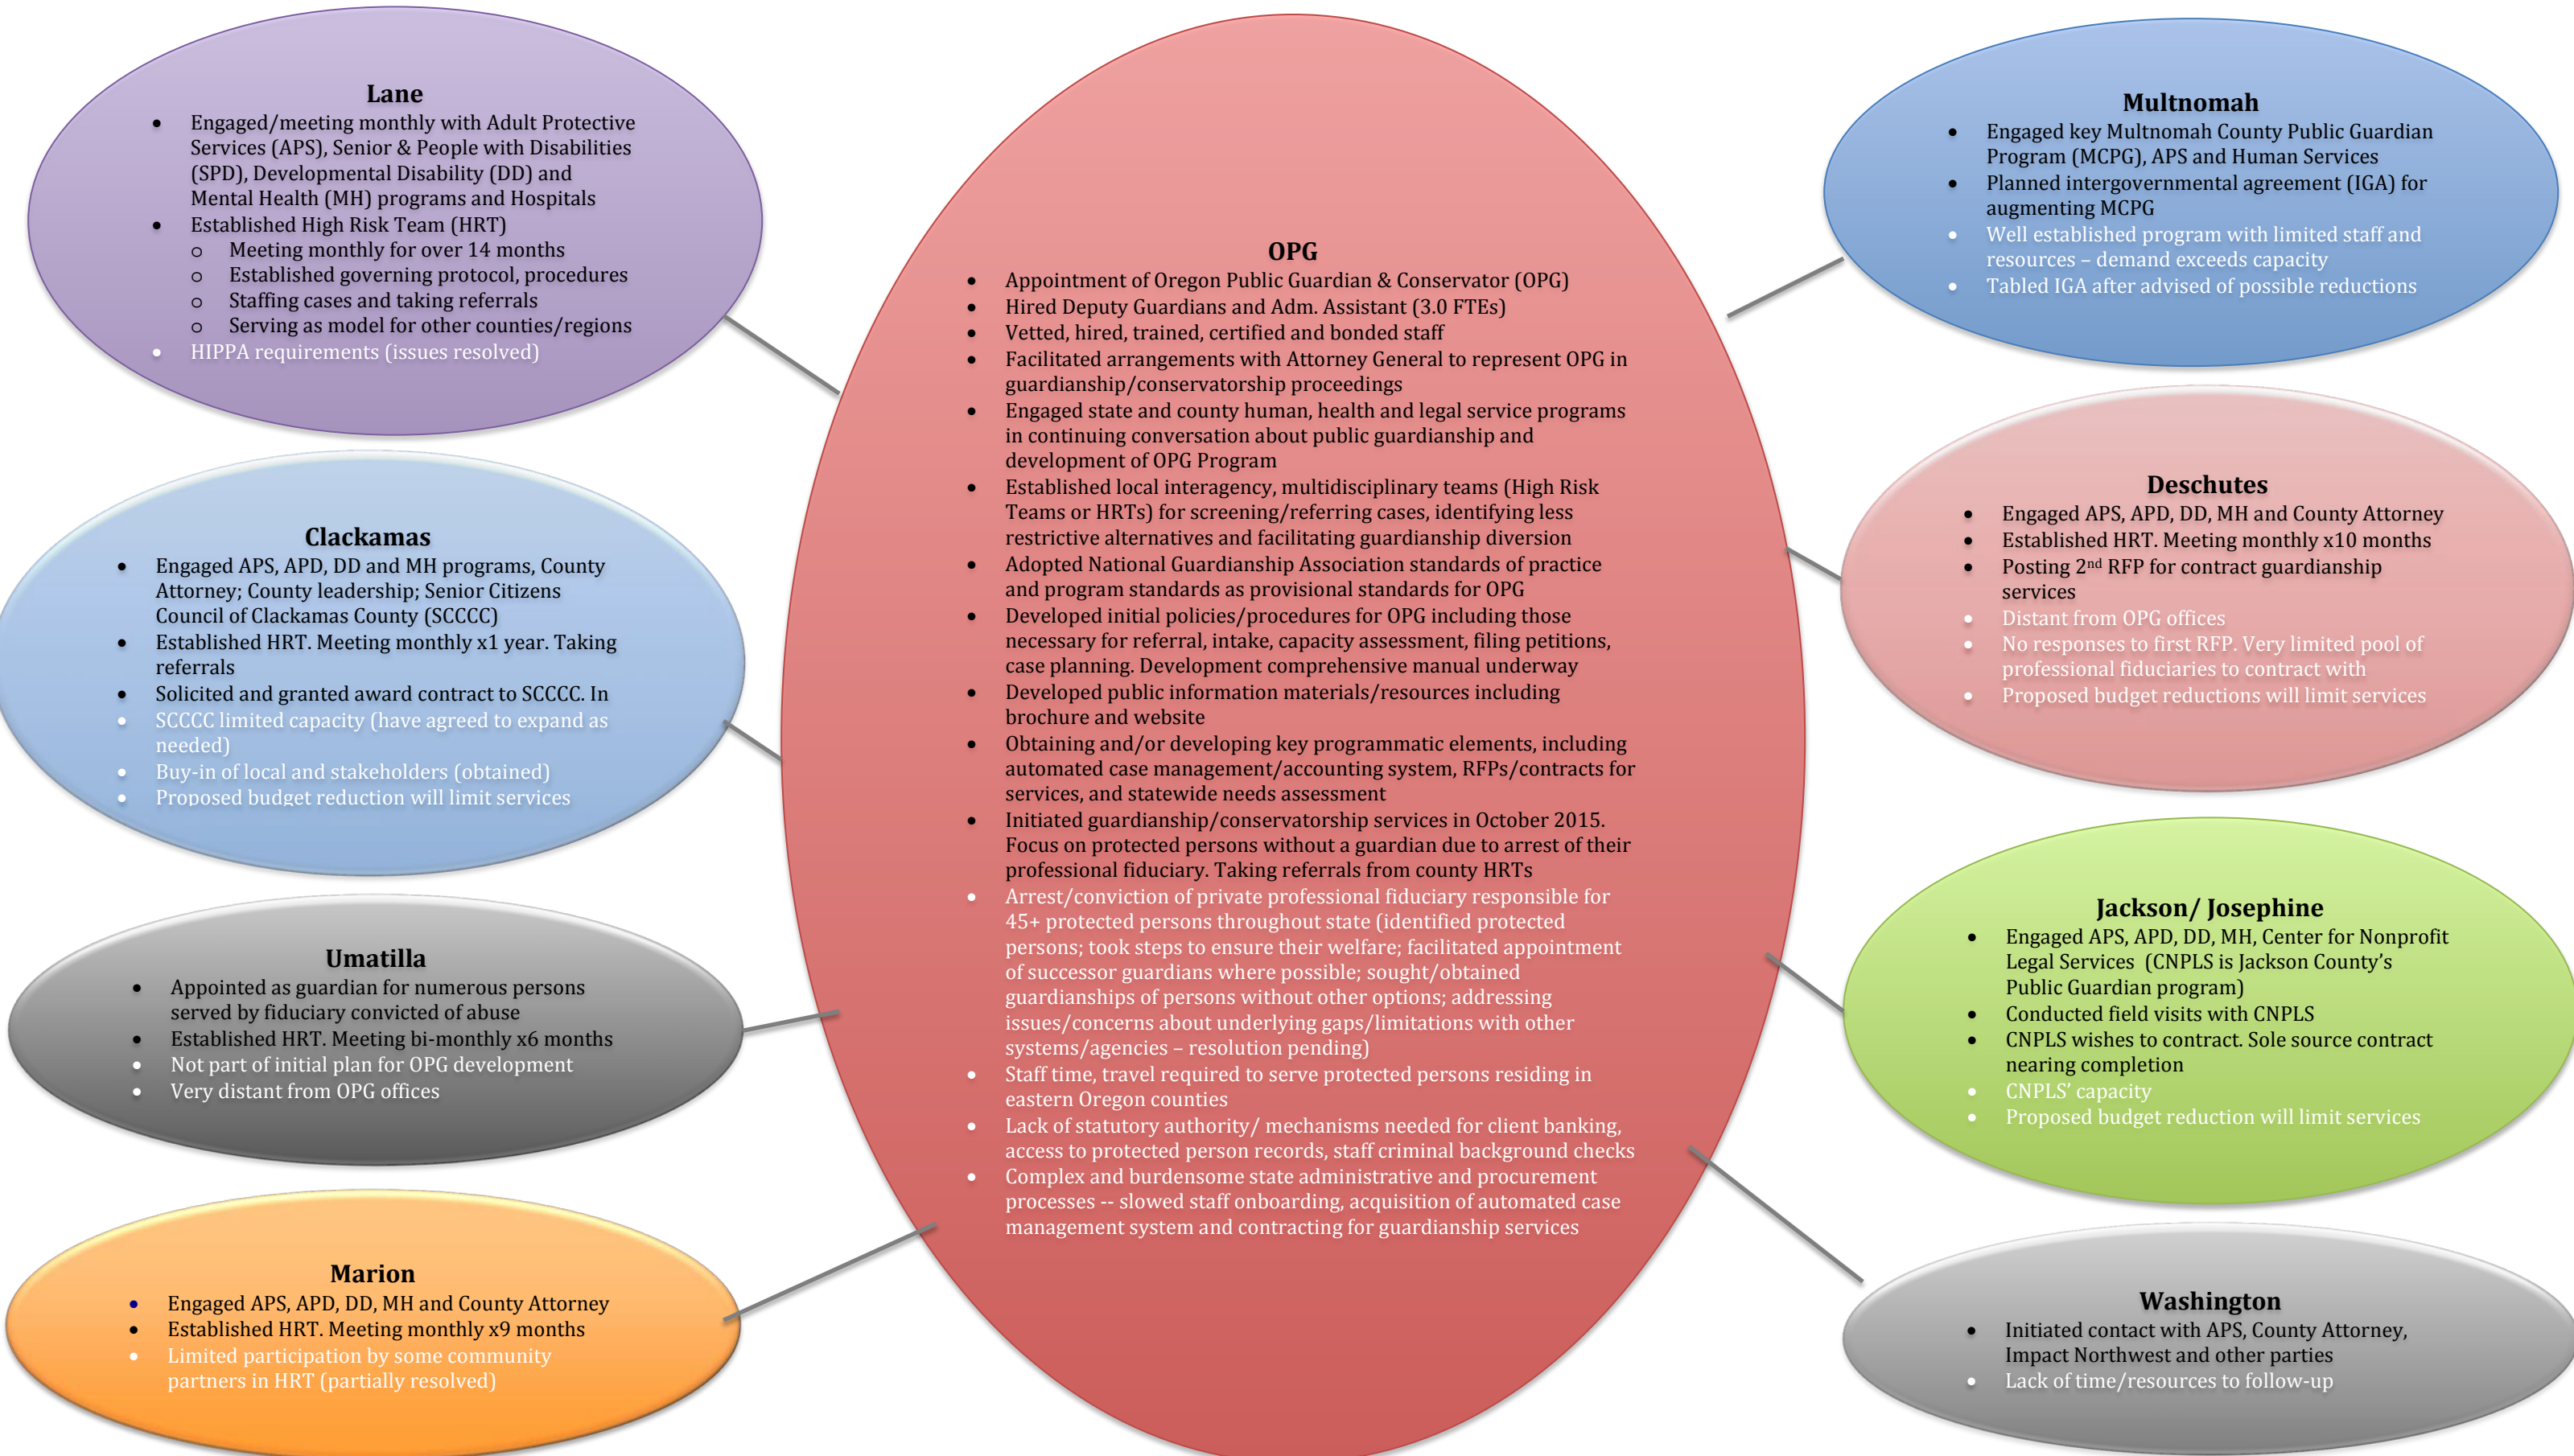 Lane
• Engaged/meeting monthly with Adult Protective
Services (APS), Senior & People with Disabilities
(SPD), Developmental Disability (DD) and
Mental Health (MH) programs and Hospitals
• Established High Risk Team (HRT)
o Meeting monthly for over 14 months
o Established governing protocol, procedures
o Staffing cases and taking referrals
o Serving as model for other counties/regions
• HIPPA requirements (issues resolved)
Clackamas
• Engaged APS, APD, DD and MH programs, County
Attorney; County leadership; Senior Citizens
Council of Clackamas County (SCCCC)
• Established HRT. Meeting monthly x1 year. Taking
referrals
• Solicited and granted award contract to SCCCC. In
• SCCCC limited capacity (have agreed to expand as
needed)
• Buy-in of local and stakeholders (obtained)
• Proposed budget reduction will limit services
Umatilla
• Appointed as guardian for numerous persons
served by fiduciary convicted of abuse
• Established HRT. Meeting bi-monthly x6 months
• Not part of initial plan for OPG development
• Very distant from OPG offices
Marion
• Engaged APS, APD, DD, MH and County Attorney
• Established HRT. Meeting monthly x9 months
• Limited participation by some community
partners in HRT (partially resolved)
OPG
• Appointment of Oregon Public Guardian & Conservator (OPG)
• Hired Deputy Guardians and Adm. Assistant (3.0 FTEs)
• Vetted, hired, trained, certified and bonded staff
• Facilitated arrangements with Attorney General to represent OPG in
guardianship/conservatorship proceedings
• Engaged state and county human, health and legal service programs
in continuing conversation about public guardianship and
development of OPG Program
• Established local interagency, multidisciplinary teams (High Risk
Teams or HRTs) for screening/referring cases, identifying less
restrictive alternatives and facilitating guardianship diversion
• Adopted National Guardianship Association standards of practice
and program standards as provisional standards for OPG
• Developed initial policies/procedures for OPG including those
necessary for referral, intake, capacity assessment, filing petitions,
case planning. Development comprehensive manual underway
• Developed public information materials/resources including
brochure and website
• Obtaining and/or developing key programmatic elements, including
automated case management/accounting system, RFPs/contracts for
services, and statewide needs assessment
• Initiated guardianship/conservatorship services in October 2015.
Focus on protected persons without a guardian due to arrest of their
professional fiduciary. Taking referrals from county HRTs
• Arrest/conviction of private professional fiduciary responsible for
45+ protected persons throughout state (identified protected
persons; took steps to ensure their welfare; facilitated appointment
of successor guardians where possible; sought/obtained
guardianships of persons without other options; addressing
issues/concerns about underlying gaps/limitations with other
systems/agencies – resolution pending)
• Staff time, travel required to serve protected persons residing in
eastern Oregon counties
• Lack of statutory authority/ mechanisms needed for client banking,
access to protected person records, staff criminal background checks
• Complex and burdensome state administrative and procurement
processes -- slowed staff onboarding, acquisition of automated case
management system and contracting for guardianship services
Multnomah
• Engaged key Multnomah County Public Guardian
Program (MCPG), APS and Human Services
• Planned intergovernmental agreement (IGA) for
augmenting MCPG
• Well established program with limited staff and
resources – demand exceeds capacity
• Tabled IGA after advised of possible reductions
Deschutes
• Engaged APS, APD, DD, MH and County Attorney
• Established HRT. Meeting monthly x10 months
• Posting 2nd RFP for contract guardianship
services
• Distant from OPG offices
• No responses to first RFP. Very limited pool of
professional fiduciaries to contract with
• Proposed budget reductions will limit services
Jackson/ Josephine
• Engaged APS, APD, DD, MH, Center for Nonprofit
Legal Services (CNPLS is Jackson County’s
Public Guardian program)
• Conducted field visits with CNPLS
• CNPLS wishes to contract. Sole source contract
nearing completion
• CNPLS’ capacity
• Proposed budget reduction will limit services
Washington
• Initiated contact with APS, County Attorney,
Impact Northwest and other parties
• Lack of time/resources to follow-up